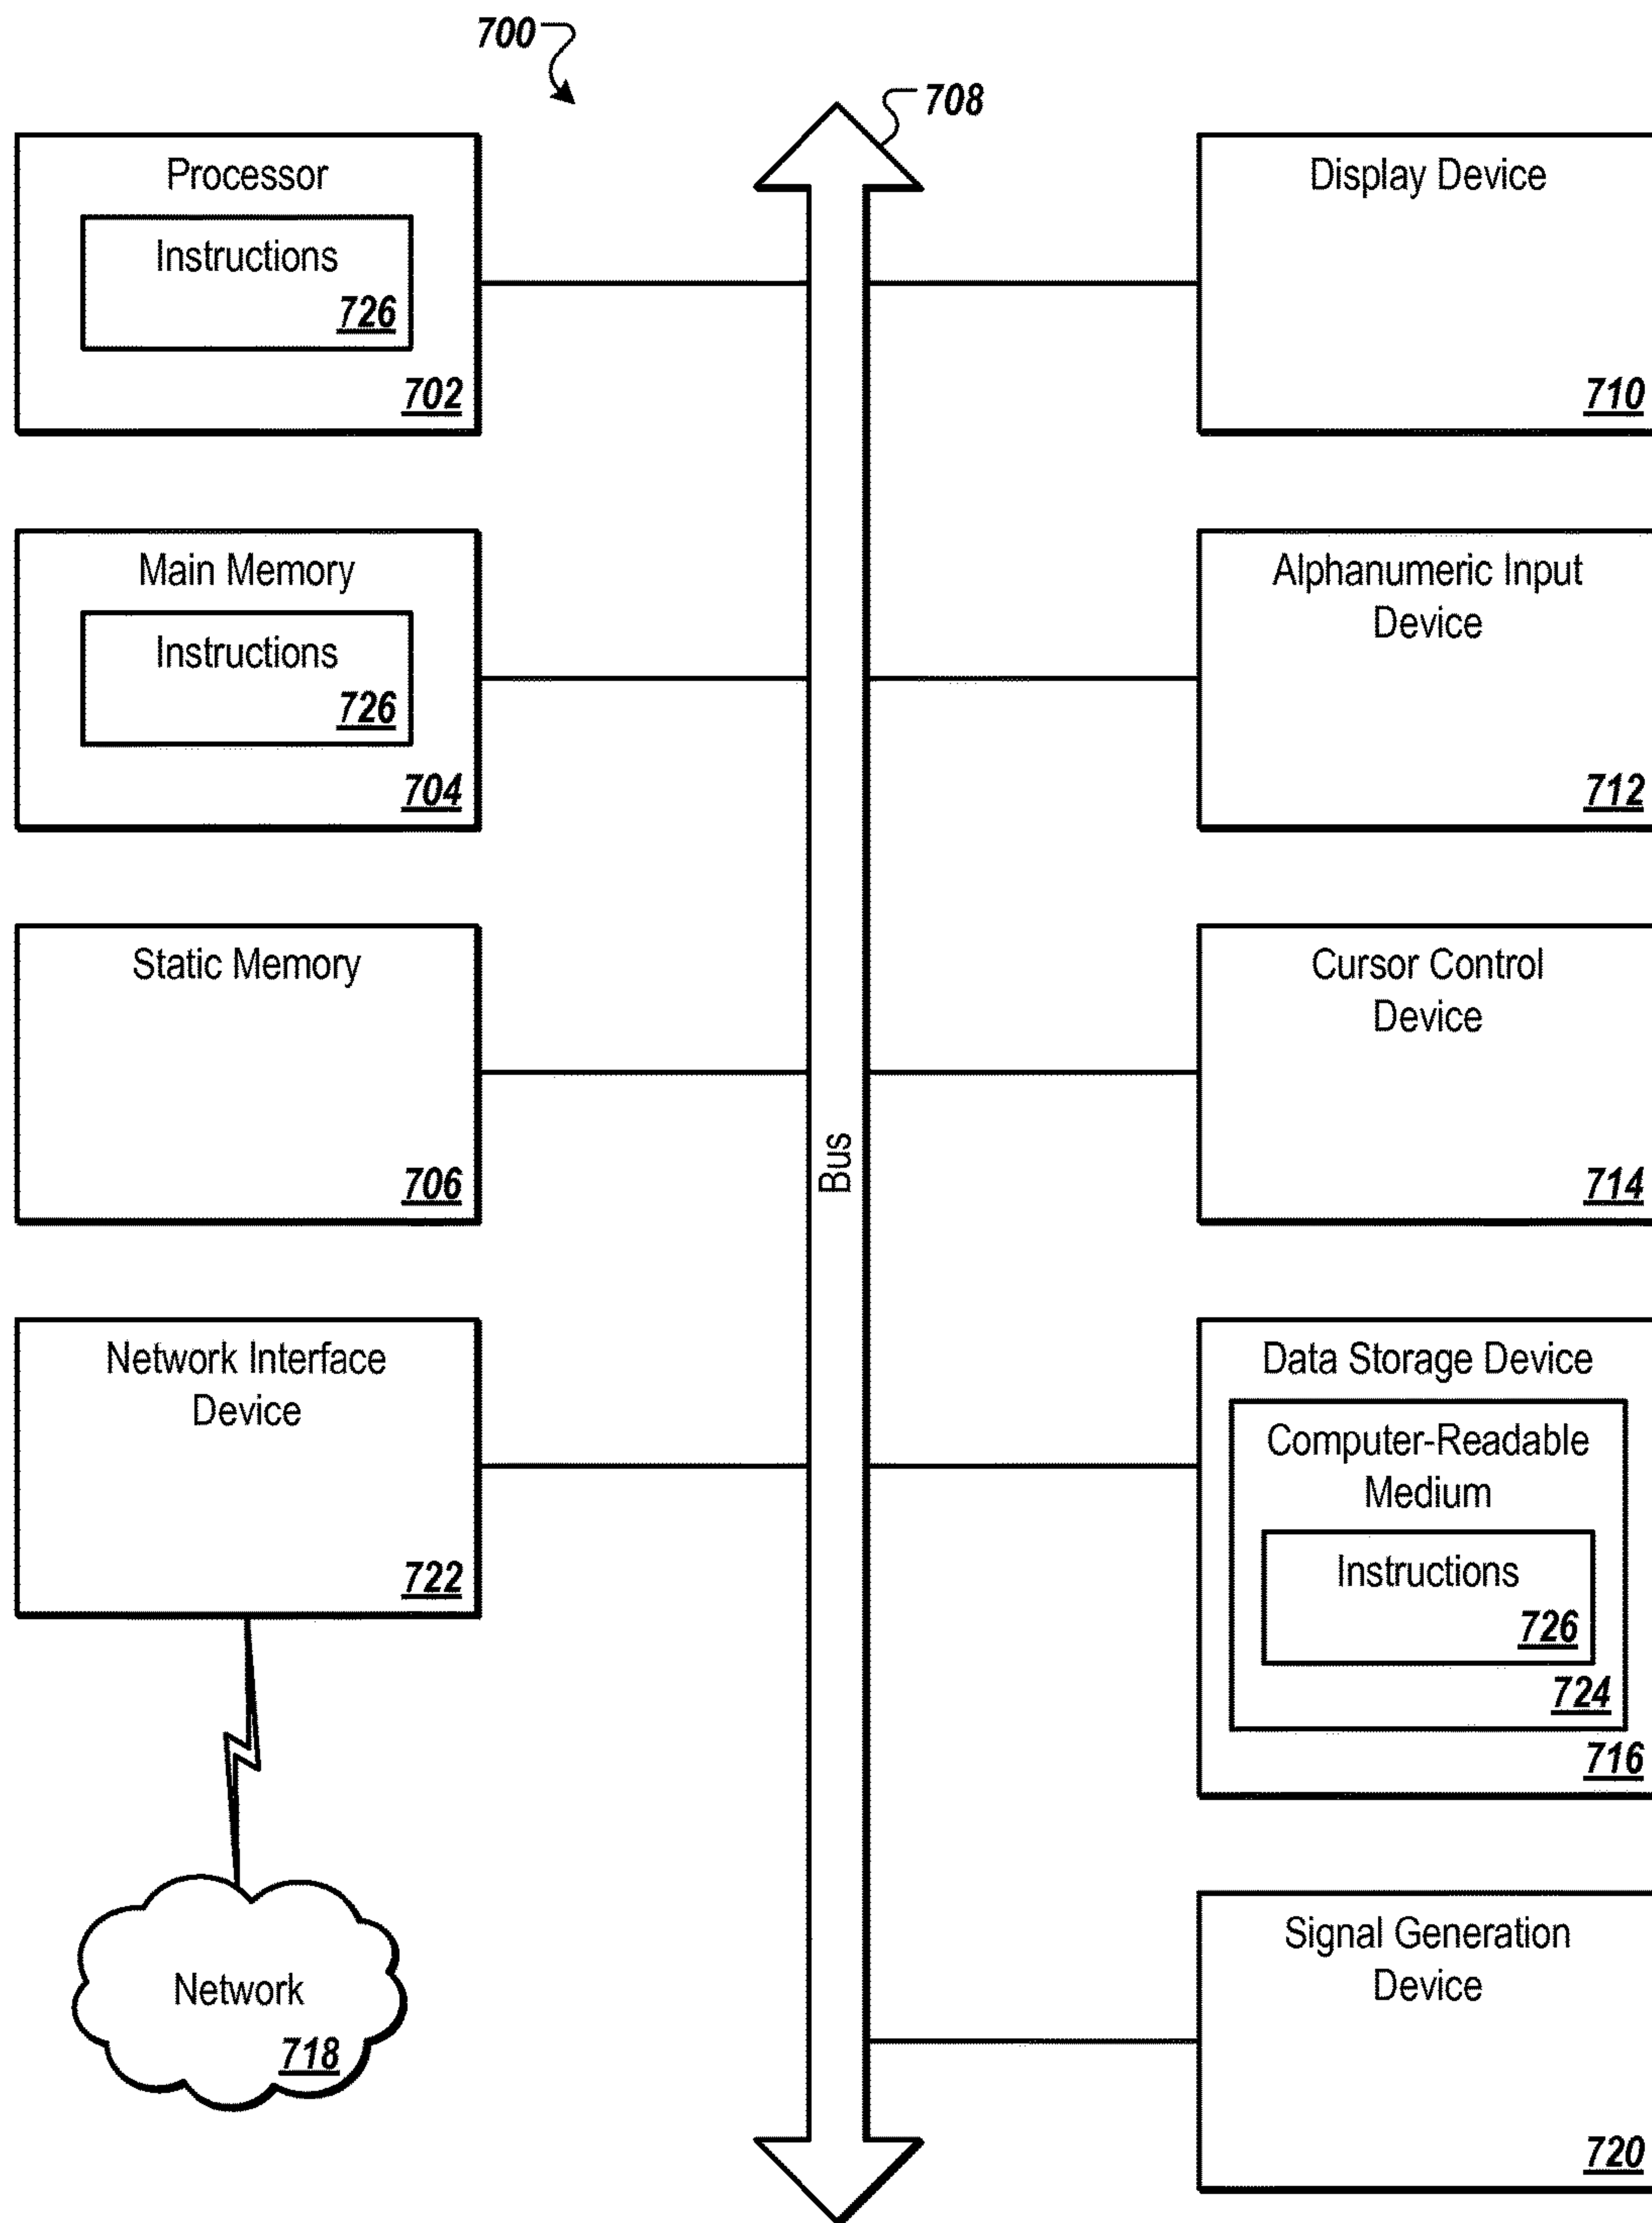 700
708
Processor
Instructions
726
702
Display Device
710
Main Memory
Instructions
726
704
Alphanumeric Input
Device
712
Static Memory
706
Cursor Control
Device
714
Bus
Network Interface
Device
722
Data Storage Device
Computer-Readable
Medium
Instructions
726
724
716
Network
718
Signal Generation
Device
720